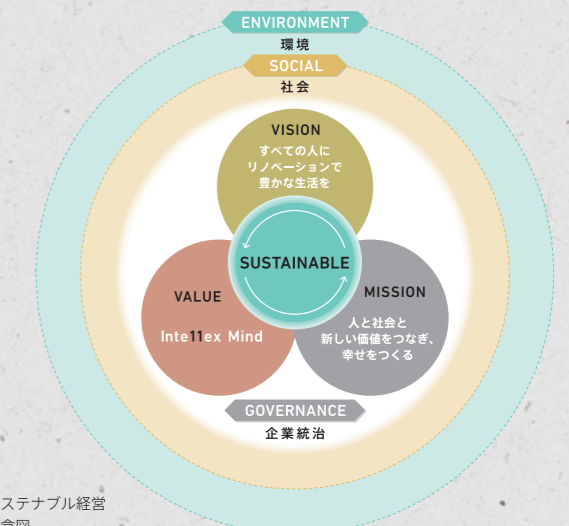 ENVIRONMENT
環境
SOCIAL
社会
VISION
すべての人に
リノベーションで
豊かな生活を
SUSTAINABLE
VALUE
Inte11ex Mind
MISSION
人と社会と
新しい価値をつなぎ、
幸せをつくる
GOVERNANCE
企業統治
ステナブル経営
念図